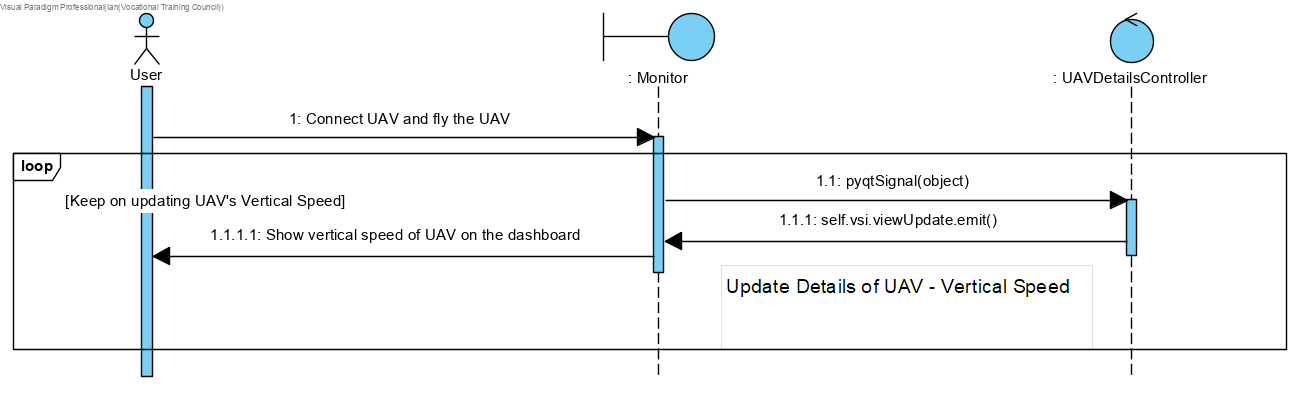 Visual Paradigm Professional(Ian(Vocational Training Council))
User
: Monitor
: UAVDetailsController
1: Connect UAV and fly the UAV
loop
1.1: pyqtSignal(object)
[Keep on updating UAV's Vertical Speed]
1.1.1: self.vsi.viewUpdate.emit()
1.1.1.1: Show vertical speed of UAV on the dashboard
Update Details of UAV - Vertical Speed